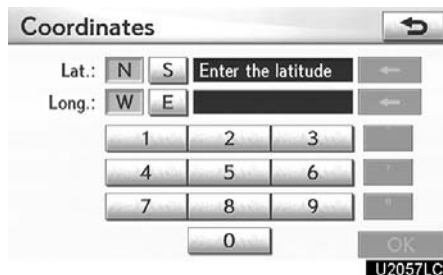 Coordinates
Lat.: N S Enter the latitude
Long.: W E
1 2 3 °
4 5 6 '
7 8 9 "
0 OK
U2057LC